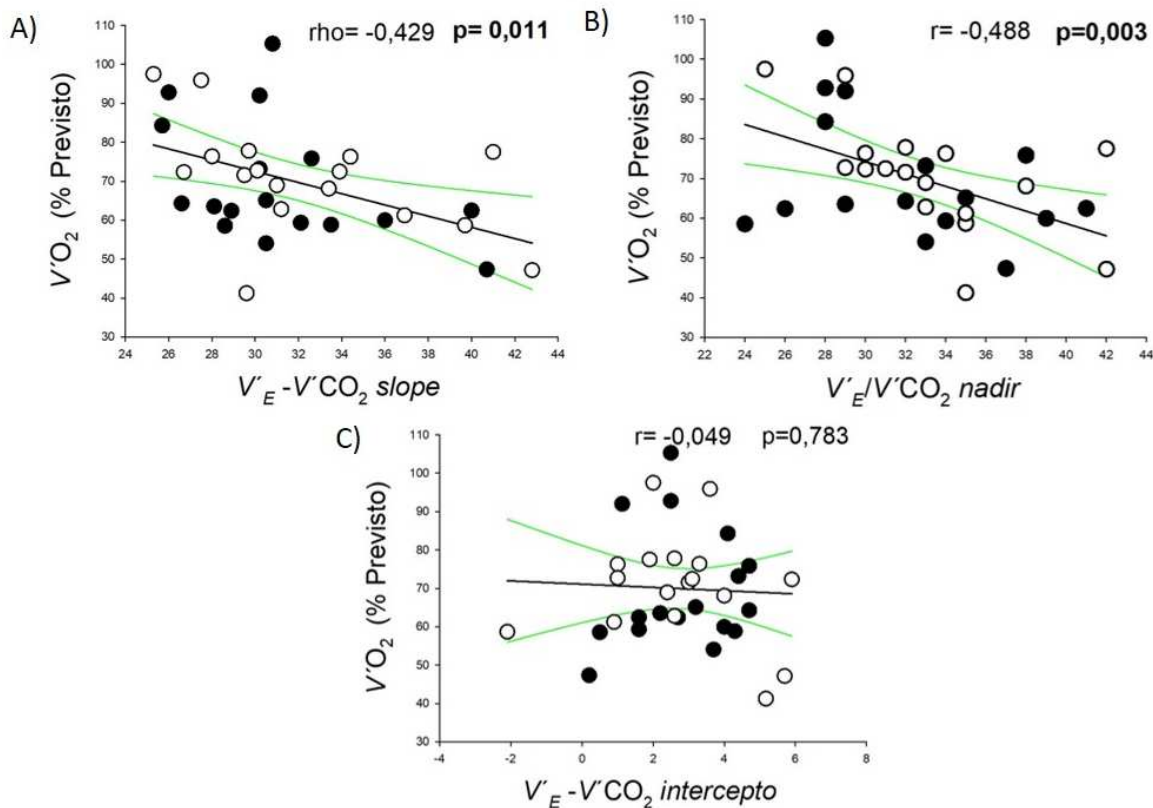 A)
rho= -0,429 p= 0,011
110
100
90
80
70
60
50
40
30
V´O2 (% Previsto)
24 26 28 30 32 34 36 38 40 42 44
V´E -V´CO2 slope
B)
r= -0,488 p=0,003
110
100
90
80
70
60
50
40
30
V´O2 (% Previsto)
22 24 26 28 30 32 34 36 38 40 42 44
V´E/V´CO2 nadir
C)
r= -0,049 p=0,783
110
100
90
80
70
60
50
40
30
V´O2 (% Previsto)
-4 -2 0 2 4 6 8
V´E -V´CO2 intercepto